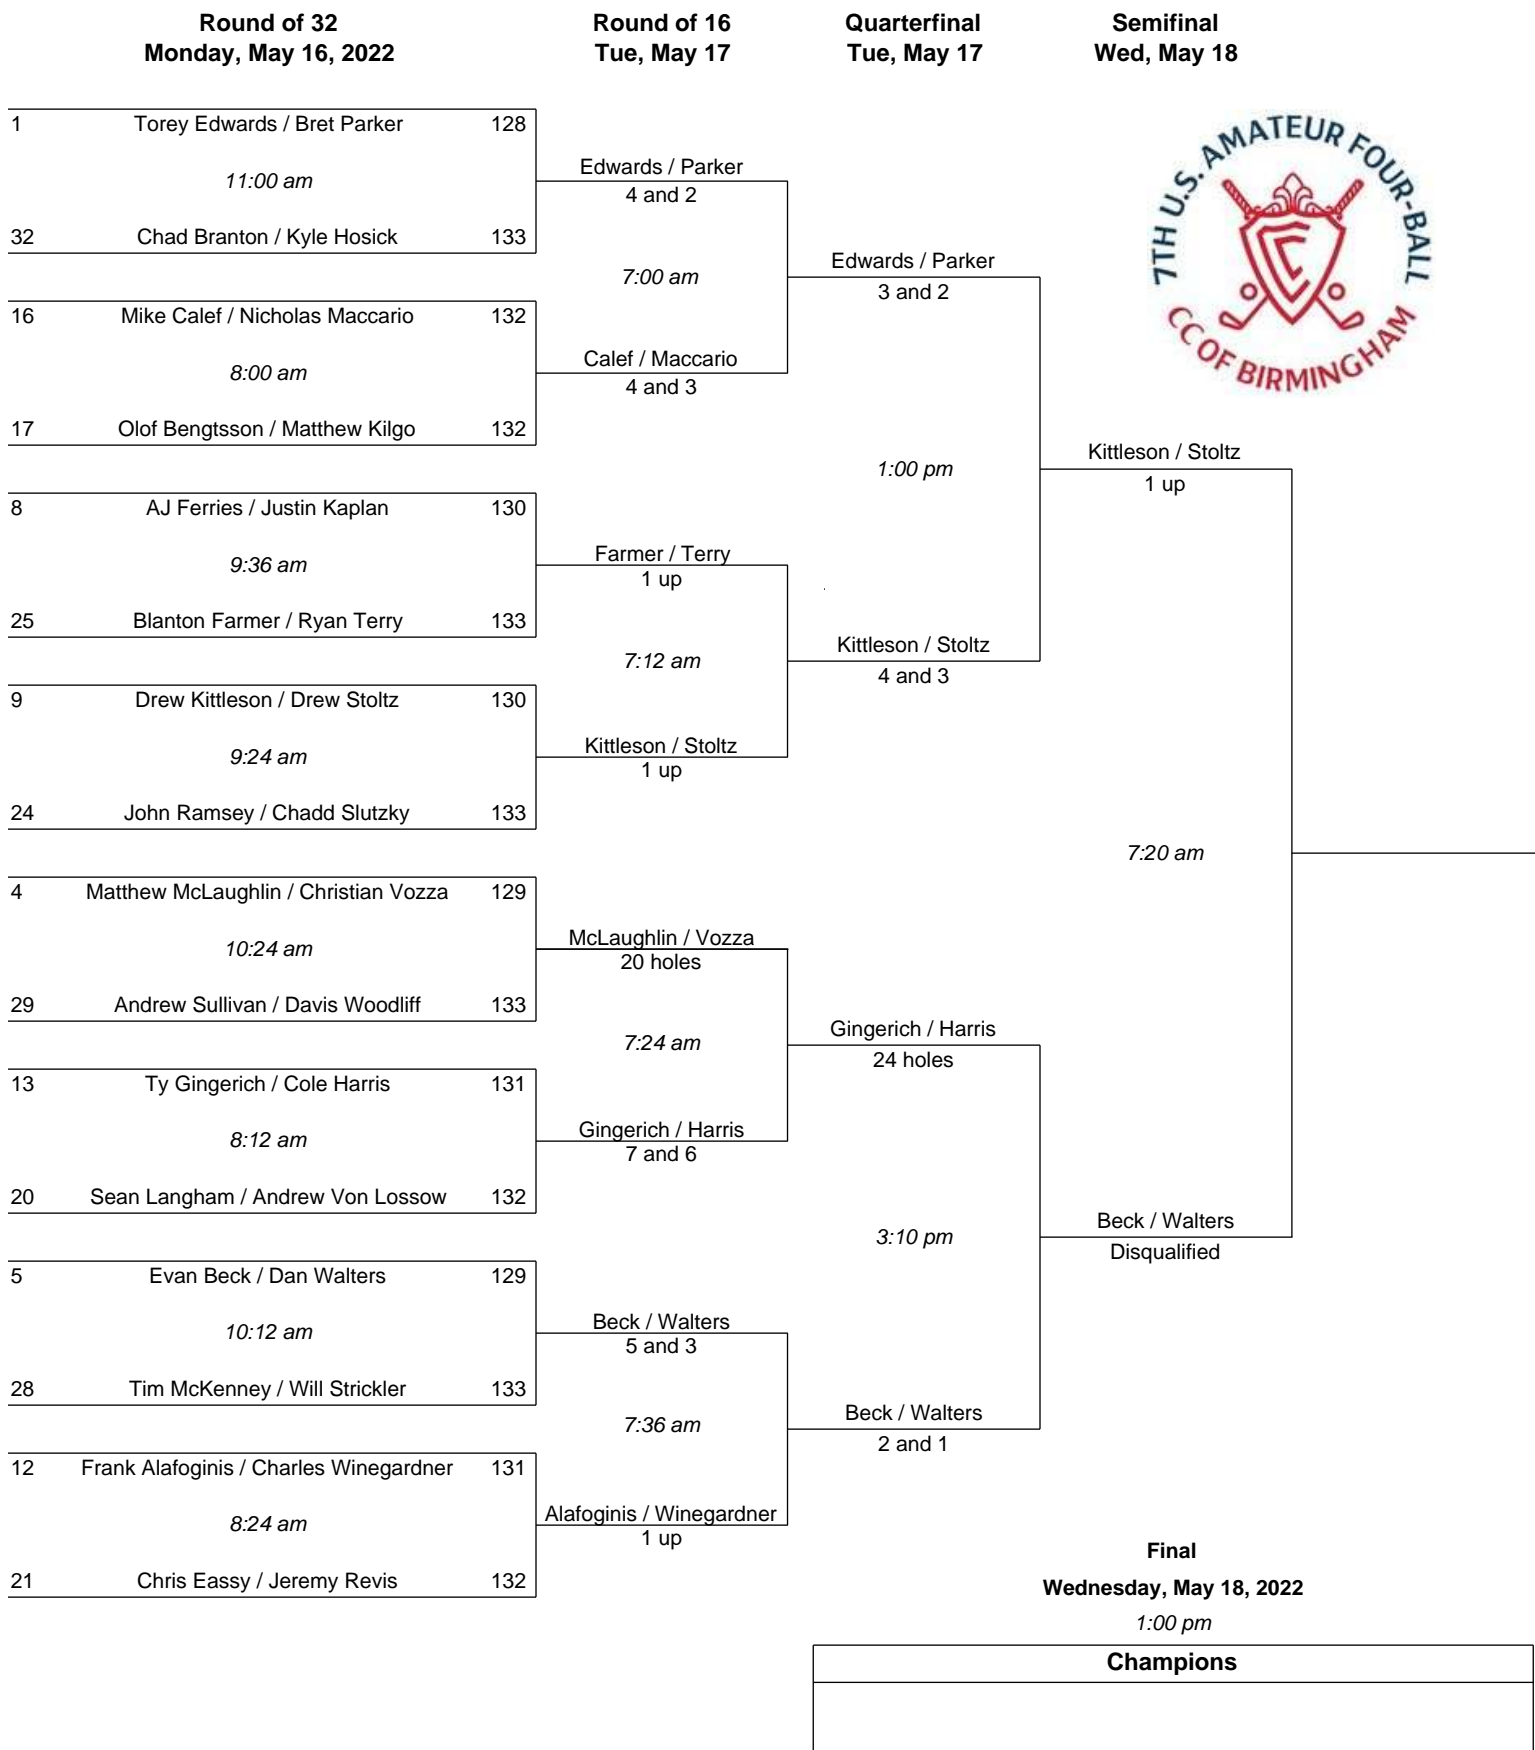 Round of 32
Monday, May 16, 2022
Round of 16
Tue, May 17
Quarterfinal
Tue, May 17
Semifinal
Wed, May 18
7TH U.S. AMATEUR FOUR-BALL
CC OF BIRMINGHAM
1 Torey Edwards / Bret Parker 128
11:00 am
32 Chad Branton / Kyle Hosick 133
16 Mike Calef / Nicholas Maccario 132
8:00 am
17 Olof Bengtsson / Matthew Kilgo 132
8 AJ Ferries / Justin Kaplan 130
9:36 am
25 Blanton Farmer / Ryan Terry 133
9 Drew Kittleson / Drew Stoltz 130
9:24 am
24 John Ramsey / Chadd Slutzky 133
4 Matthew McLaughlin / Christian Vozza 129
10:24 am
29 Andrew Sullivan / Davis Woodliff 133
13 Ty Gingerich / Cole Harris 131
8:12 am
20 Sean Langham / Andrew Von Lossow 132
5 Evan Beck / Dan Walters 129
10:12 am
28 Tim McKenney / Will Strickler 133
12 Frank Alafoginis / Charles Winegardner 131
8:24 am
21 Chris Eassy / Jeremy Revis 132
Edwards / Parker
4 and 2
7:00 am
Calef / Maccario
4 and 3
Farmer / Terry
1 up
7:12 am
Kittleson / Stoltz
1 up
McLaughlin / Vozza
20 holes
7:24 am
Gingerich / Harris
7 and 6
Beck / Walters
5 and 3
7:36 am
Alafoginis / Winegardner
1 up
Edwards / Parker
3 and 2
1:00 pm
Kittleson / Stoltz
4 and 3
Gingerich / Harris
24 holes
3:10 pm
Beck / Walters
2 and 1
Kittleson / Stoltz
1 up
7:20 am
Beck / Walters
Disqualified
Final
Wednesday, May 18, 2022
1:00 pm
Champions